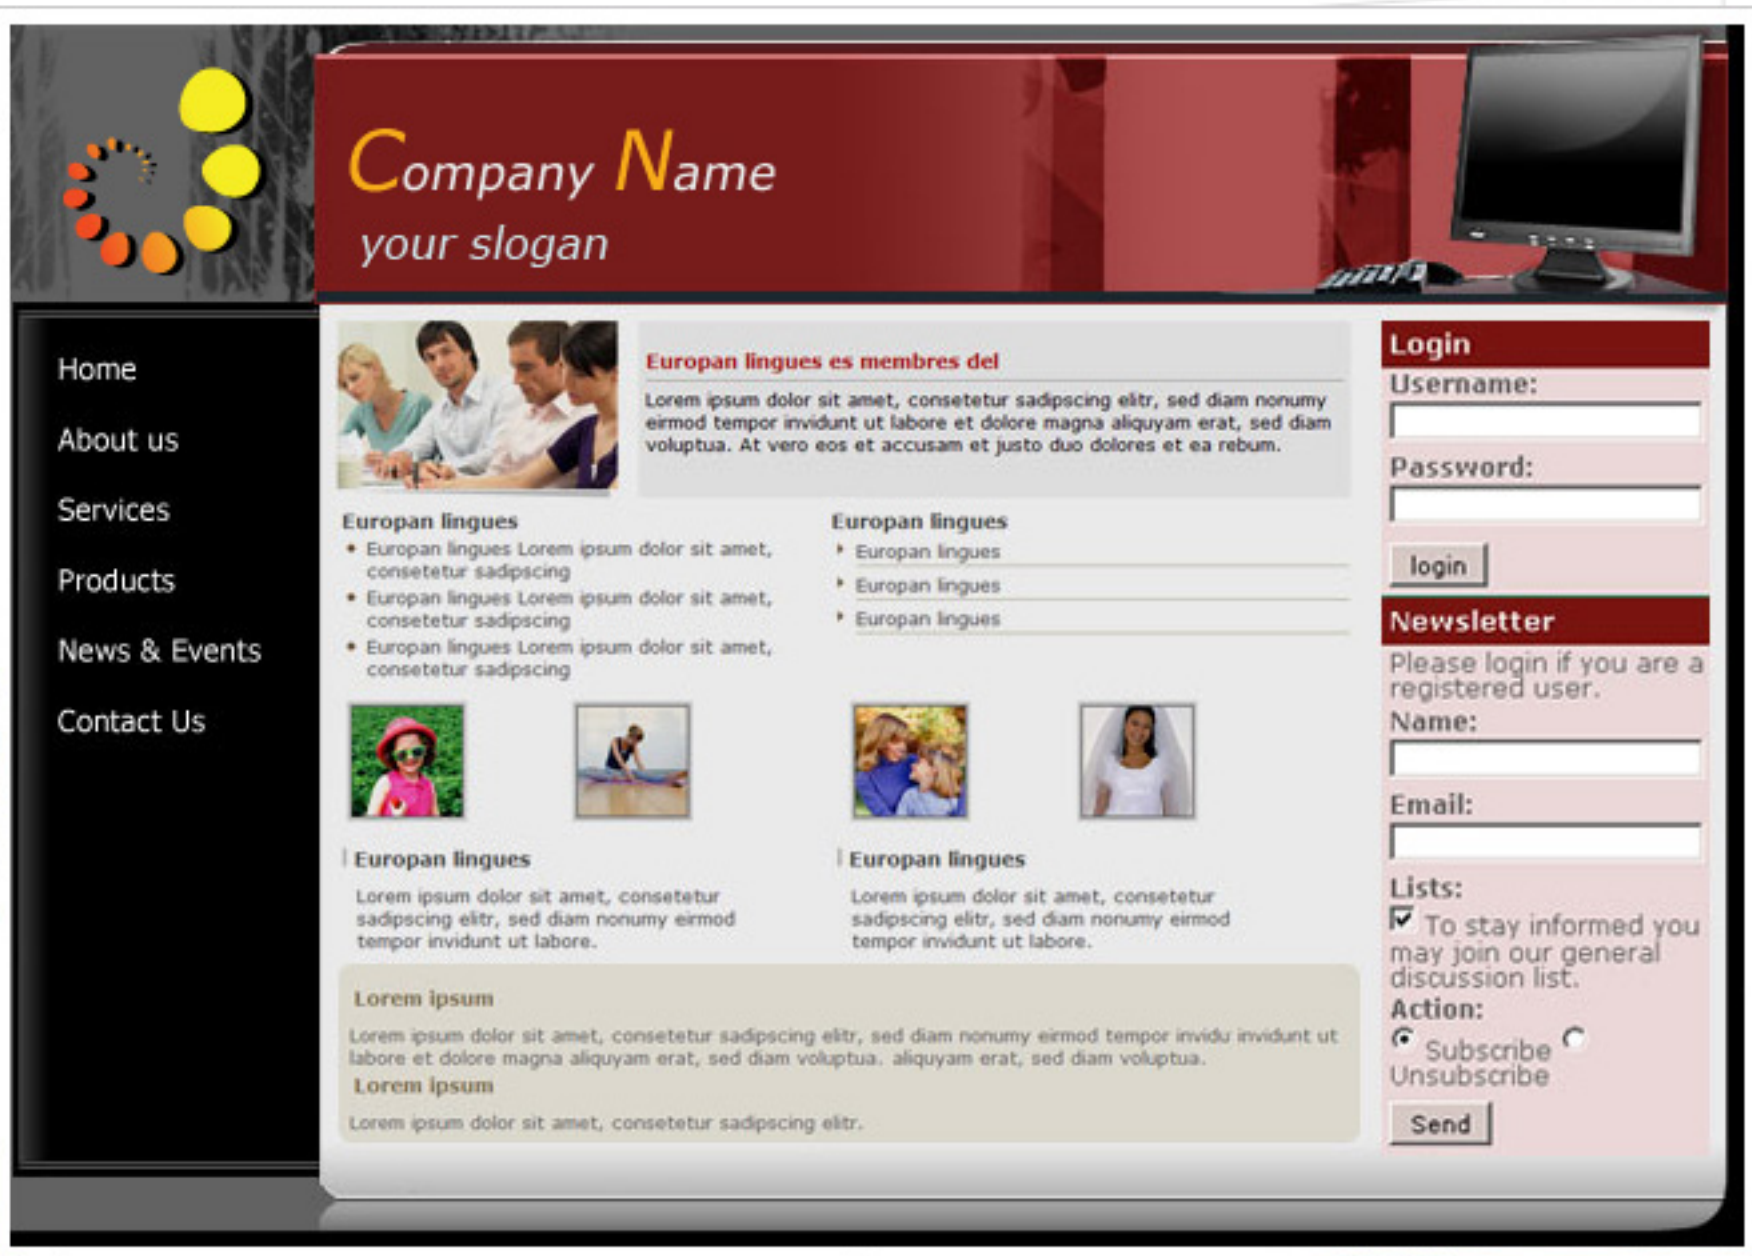 Company Name
your slogan
Home
About us
Services
Products
News & Events
Contact Us
Europan lingues es membres del
Lorem ipsum dolor sit amet, consetetur sadipscing elitr, sed diam nonumy
eirmod tempor invidunt ut labore et dolore magna aliquyam erat, sed diam
voluptua. At vero eos et accusam et justo duo dolores et ea rebum.
Europan lingues
Europan lingues Lorem ipsum dolor sit amet,
consetetur sadipscing
Europan lingues Lorem ipsum dolor sit amet,
consetetur sadipscing
Europan lingues Lorem ipsum dolor sit amet,
consetetur sadipscing
Europan lingues
Europan lingues
Europan lingues
Europan lingues
Europan lingues
Lorem ipsum dolor sit amet, consetetur
sadipscing elitr, sed diam nonumy eirmod
tempor invidunt ut labore.
Europan lingues
Lorem ipsum dolor sit amet, consetetur
sadipscing elitr, sed diam nonumy eirmod
tempor invidunt ut labore.
Lorem ipsum
Lorem ipsum dolor sit amet, consetetur sadipscing elitr, sed diam nonumy eirmod tempor invidu invidunt ut
labore et dolore magna aliquyam erat, sed diam voluptua. aliquyam erat, sed diam voluptua.
Lorem ipsum
Lorem ipsum dolor sit amet, consetetur sadipscing elitr.
Login
Username:
Password:
login
Newsletter
Please login if you are a
registered user.
Name:
Email:
Lists:
To stay informed you
may join our general
discussion list.
Action:
Subscribe
Unsubscribe
Send